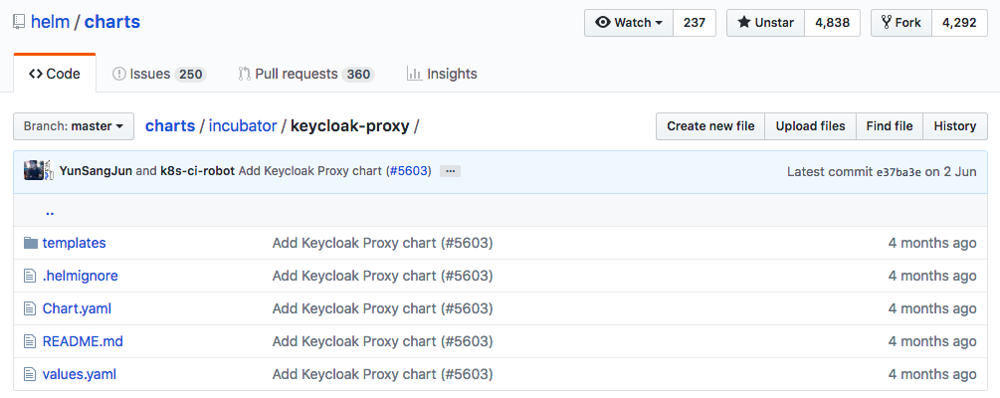 helm / charts Watch 237 Unstar 4,838 Fork 4,292
Code Issues 250 Pull requests 360 Insights
Branch: master charts / incubator / keycloak-proxy / Create new file Upload files Find file History
YunSangJun and k8s-ci-robot Add Keycloak Proxy chart (#5603) ... Latest commit e37ba3e on 2 Jun
..
templates Add Keycloak Proxy chart (#5603) 4 months ago
.helmignore Add Keycloak Proxy chart (#5603) 4 months ago
Chart.yaml Add Keycloak Proxy chart (#5603) 4 months ago
README.md Add Keycloak Proxy chart (#5603) 4 months ago
values.yaml Add Keycloak Proxy chart (#5603) 4 months ago